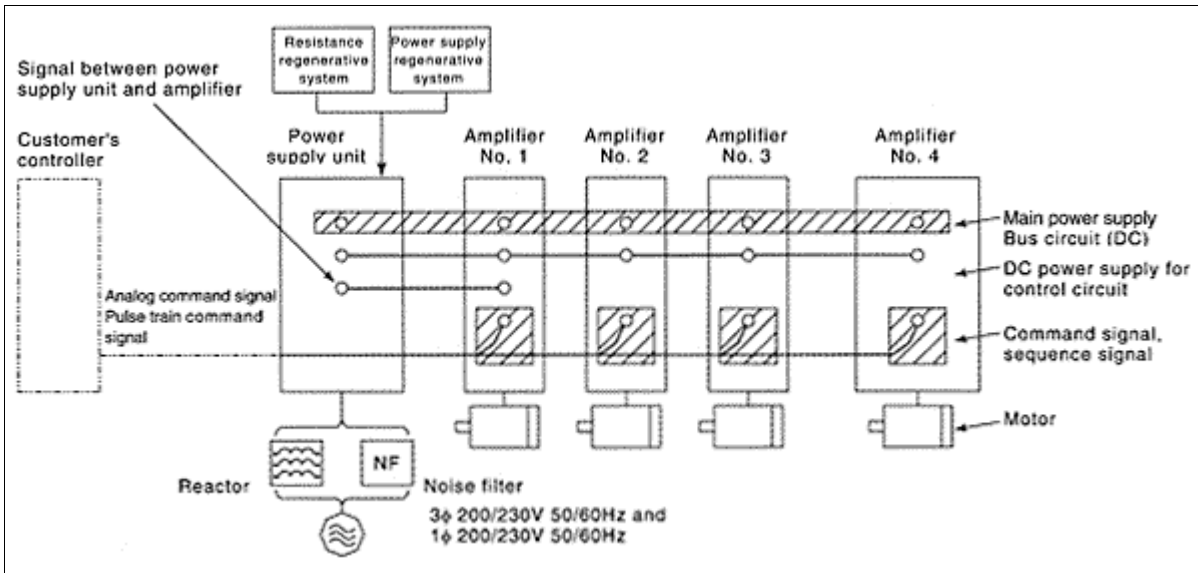 Resistance
regenerative
system
Power supply
regenerative
system
Signal between power
supply unit and amplifier
Customer's
controller
Power
supply unit
Amplifier
No. 1
Amplifier
No. 2
Amplifier
No. 3
Amplifier
No. 4
Main power supply
Bus circuit (DC)
DC power supply for
control circuit
Analog command signal
Pulse train command
signal
Command signal,
sequence signal
Motor
Reactor
NF
Noise filter
3ϕ 200/230V 50/60Hz and
1ϕ 200/230V 50/60Hz